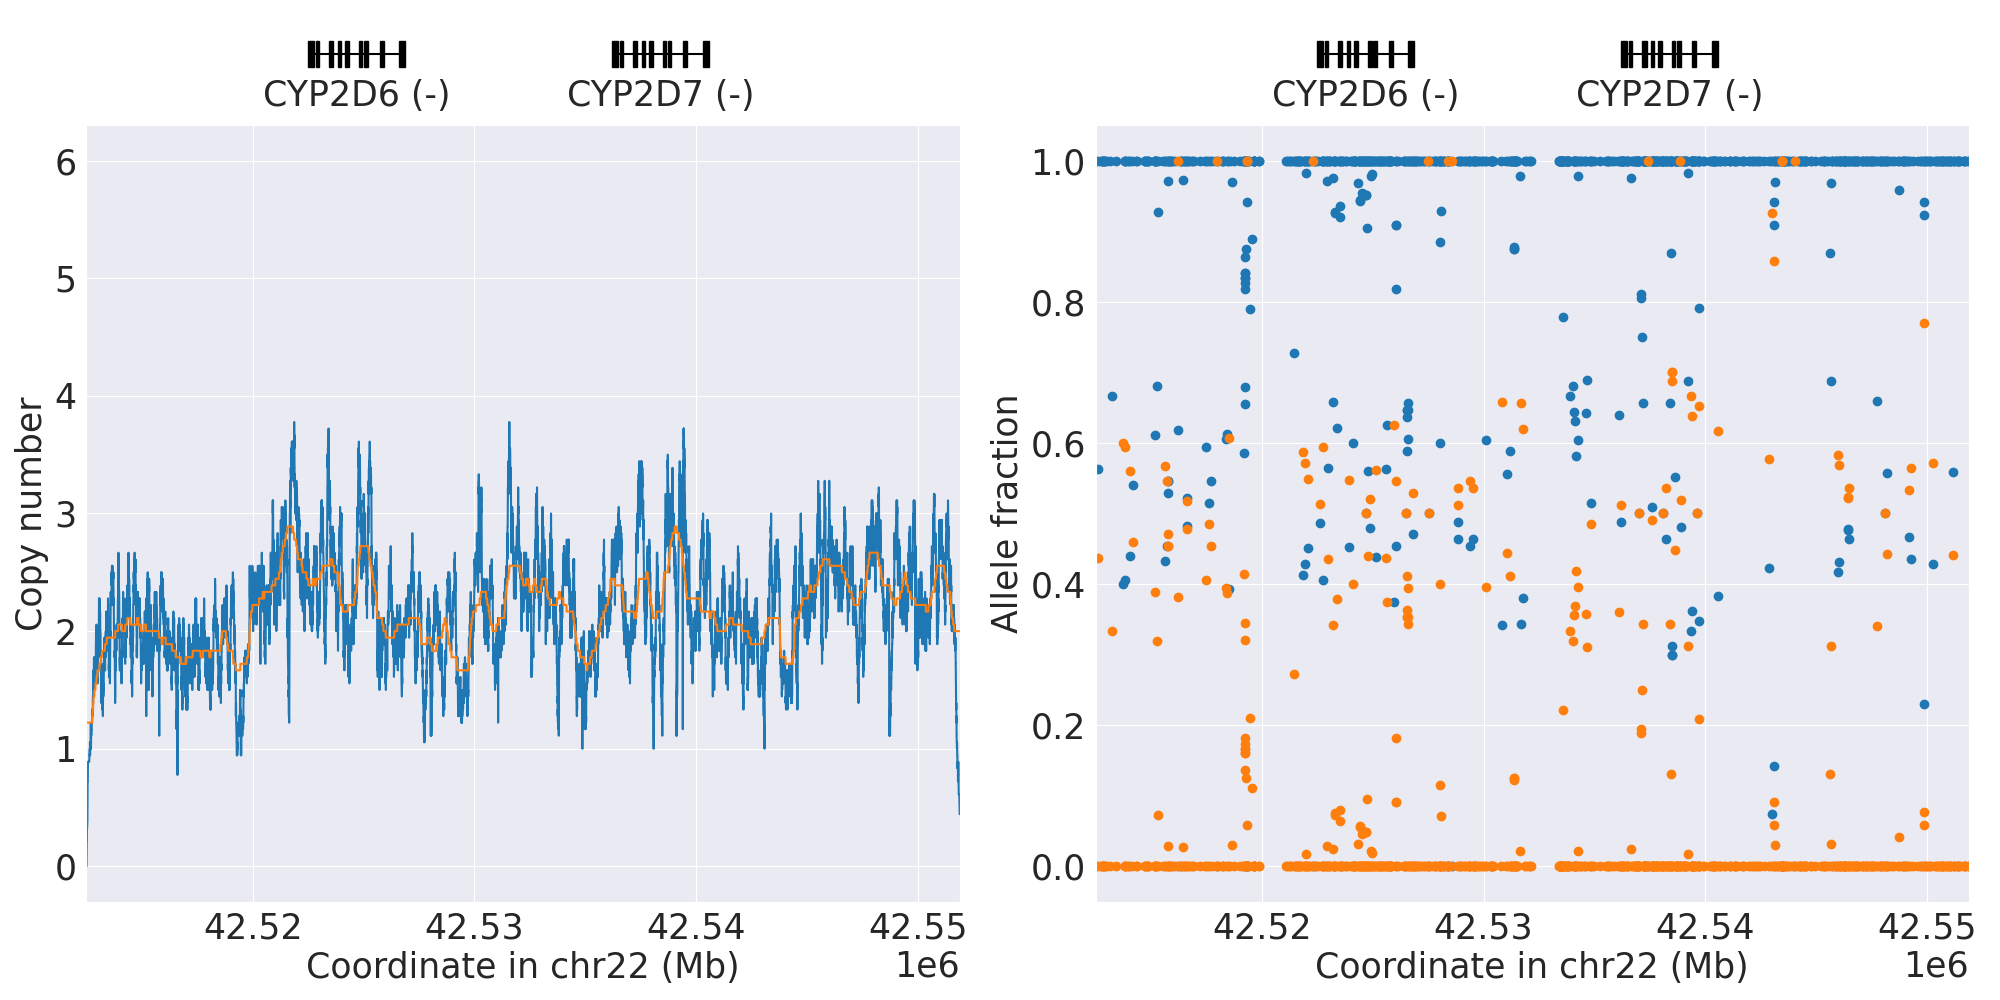 CYP2D6 (-) CYP2D7 (-)
6
5
4
3
2
1
0
Copy number
42.52 42.53 42.54 42.55
Coordinate in chr22 (Mb)
1e6
CYP2D6 (-) CYP2D7 (-)
1.0
0.8
0.6
0.4
0.2
0.0
Allele fraction
42.52 42.53 42.54 42.55
Coordinate in chr22 (Mb)
1e6